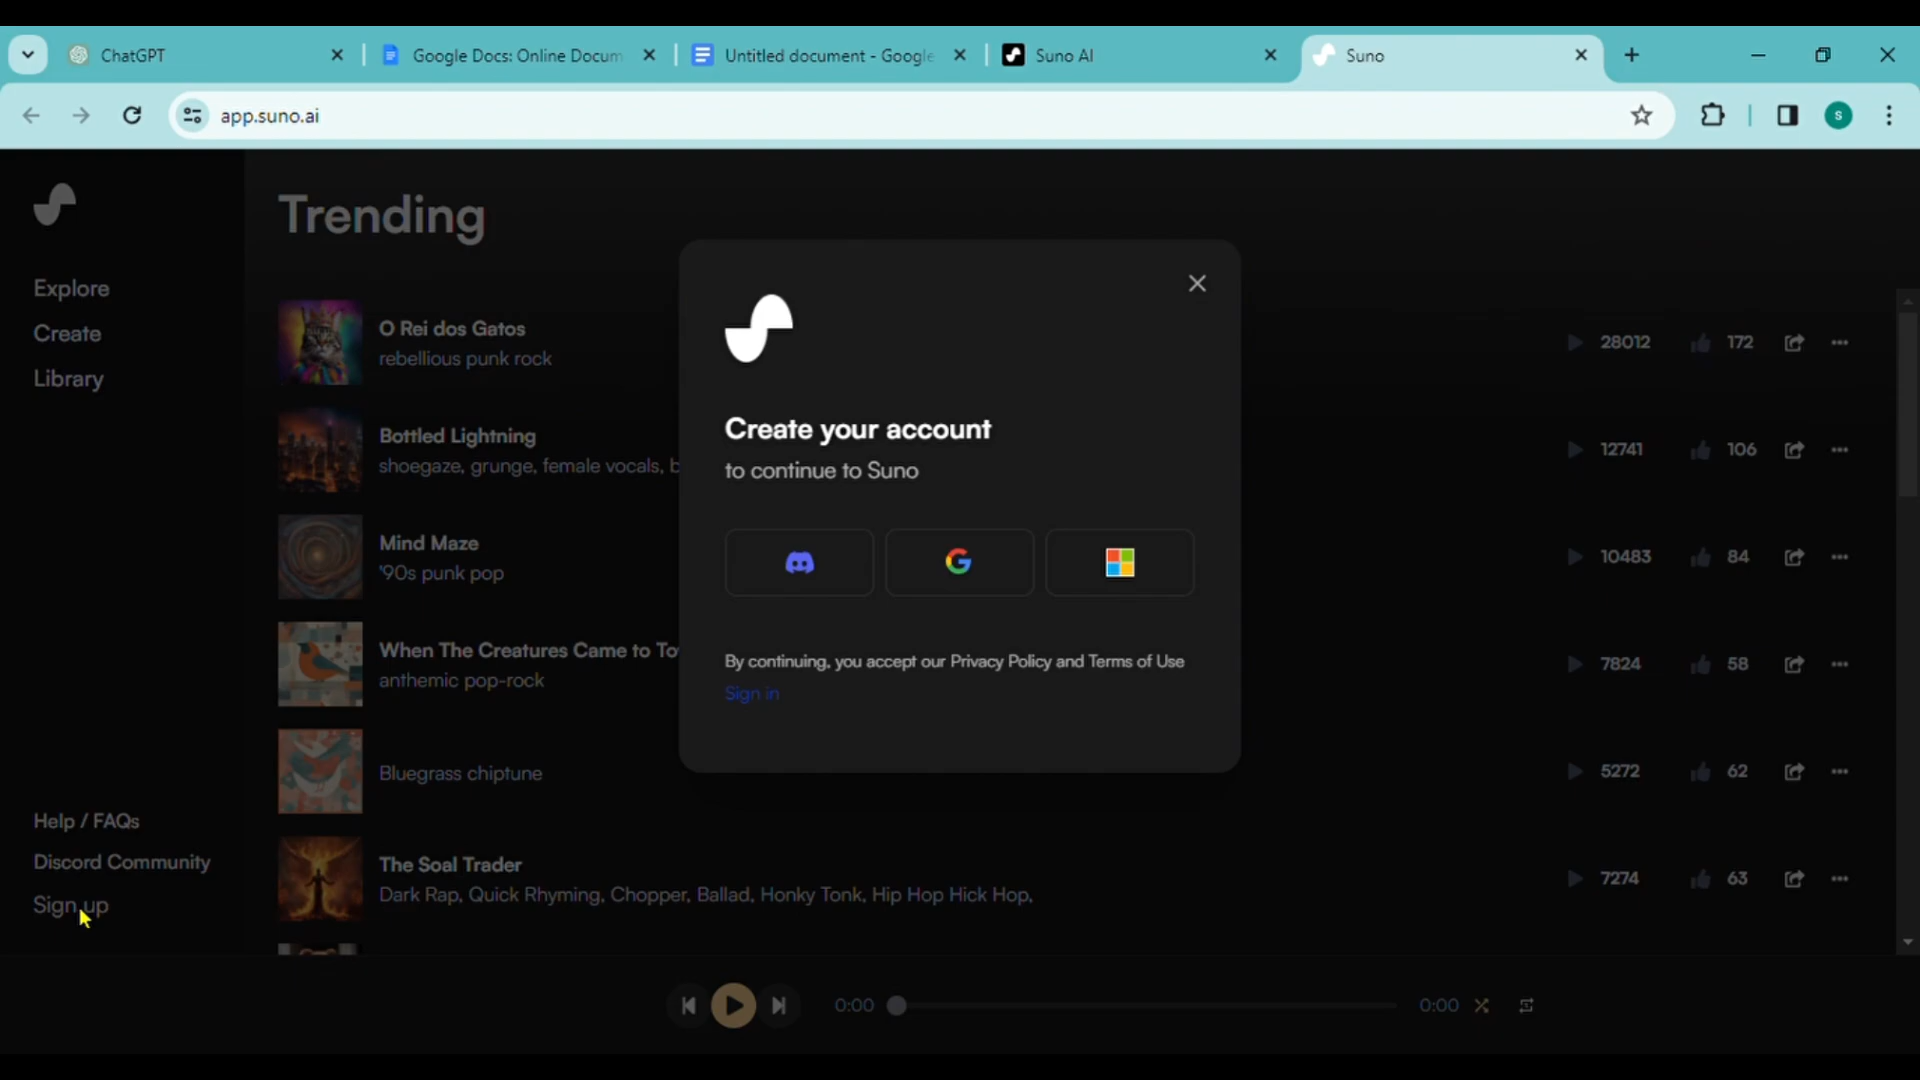 ChatGPT
Google Docs: Online Docum
Untitled document - Google
Suno AI
Suno
app.suno.ai
S
Trending
Explore
Create
Library
O Rei dos Gatos
rebellious punk rock
28012
172
Bottled Lightning
shoegaze, grunge, female vocals, b
12741
106
Mind Maze
'90s punk pop
10483
84
When The Creatures Came to To
anthemic pop-rock
7824
58
Bluegrass chiptune
5272
62
The Soal Trader
Dark Rap, Quick Rhyming, Chopper, Ballad, Honky Tonk, Hip Hop Hick Hop,
7274
63
Create your account
to continue to Suno
By continuing, you accept our Privacy Policy and Terms of Use
Sign in
Help / FAQs
Discord Community
Sign up
0:00
0:00